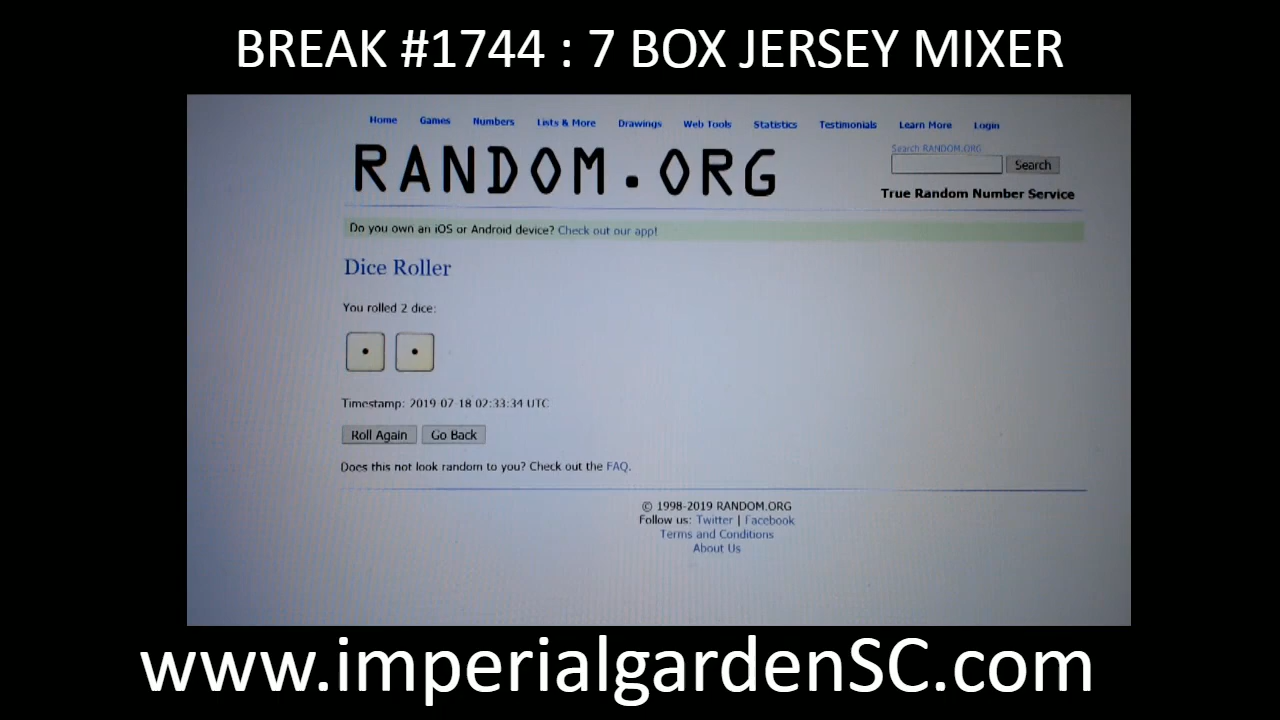 BREAK #1744 : 7 BOX JERSEY MIXER
Home Games Numbers Lists & More Drawings Web Tools Statistics Testimonials Learn More Login
RANDOM.ORG
Search RANDOM.ORG
Search
True Random Number Service
Do you own an iOS or Android device? Check out our app!
Dice Roller
You rolled 2 dice:
Timestamp: 2019-07-18 02:33:34 UTC
Roll Again Go Back
Does this not look random to you? Check out the FAQ.
© 1998-2019 RANDOM.ORG
Follow us: Twitter | Facebook
Terms and Conditions
About Us
www.imperialgardenSC.com